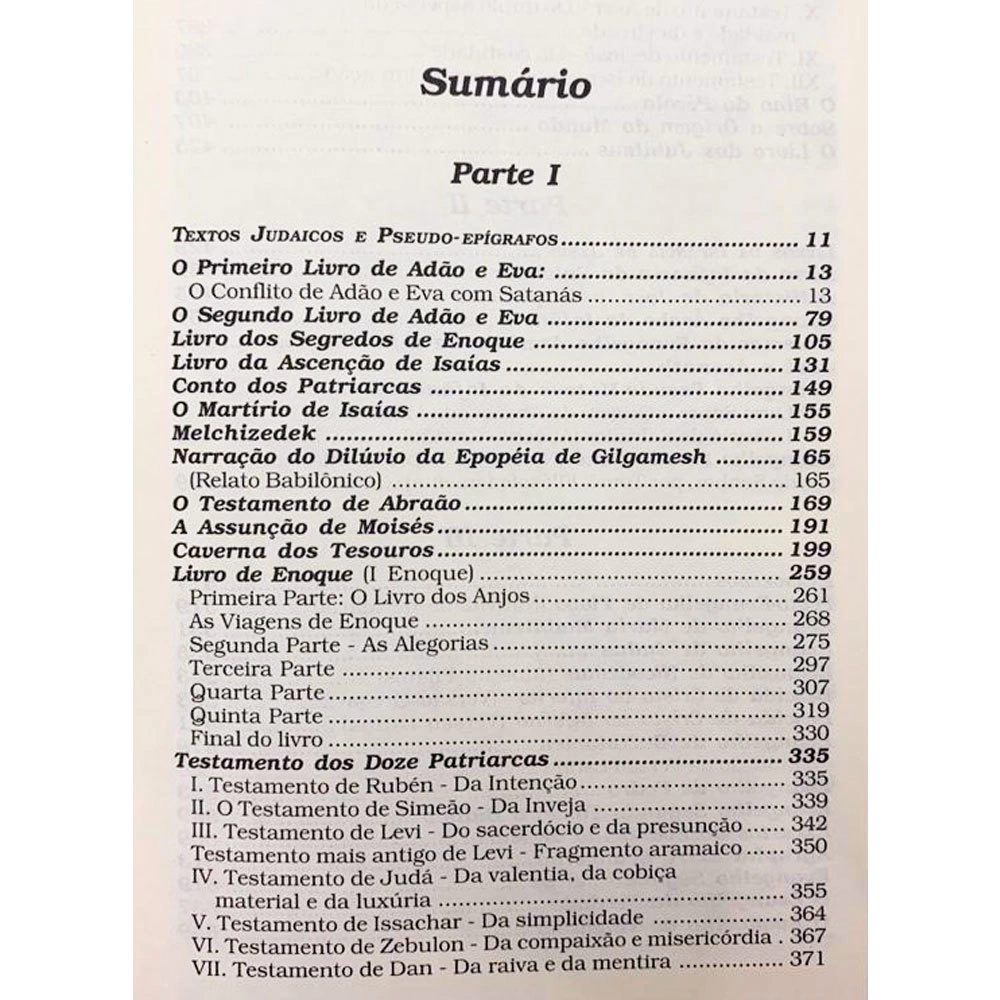 Sumário
Parte I
TEXTOS JUDAICOS E PSEUDO-EPÍGRAFOS 11
O Primeiro Livro de Adão e Eva: 13
O Conflito de Adão e Eva com Satanás 13
O Segundo Livro de Adão e Eva 79
Livro dos Segredos de Enoque 105
Livro da Ascenção de Isaías 131
Conto dos Patriarcas 149
O Martírio de Isaías 155
Melchizedek 159
Narração do Dilúvio da Epopéia de Gilgamesh 165
(Relato Babilônico) 165
O Testamento de Abraão 169
A Assunção de Moisés 191
Caverna dos Tesouros 199
Livro de Enoque (I Enoque) 259
Primeira Parte: O Livro dos Anjos 261
As Viagens de Enoque 268
Segunda Parte - As Alegorias 275
Terceira Parte 297
Quarta Parte 307
Quinta Parte 319
Final do livro 330
Testamento dos Doze Patriarcas 335
I. Testamento de Rubén - Da Intenção 335
II. O Testamento de Simeão - Da Inveja 339
III. Testamento de Levi - Do sacerdócio e da presunção 342
Testamento mais antigo de Levi - Fragmento aramaico 350
IV. Testamento de Judá - Da valentia, da cobiça
material e da luxúria 355
V. Testamento de Issachar - Da simplicidade 364
VI. Testamento de Zebulon - Da compaixão e misericórdia . 367
VII. Testamento de Dan - Da raiva e da mentira 371